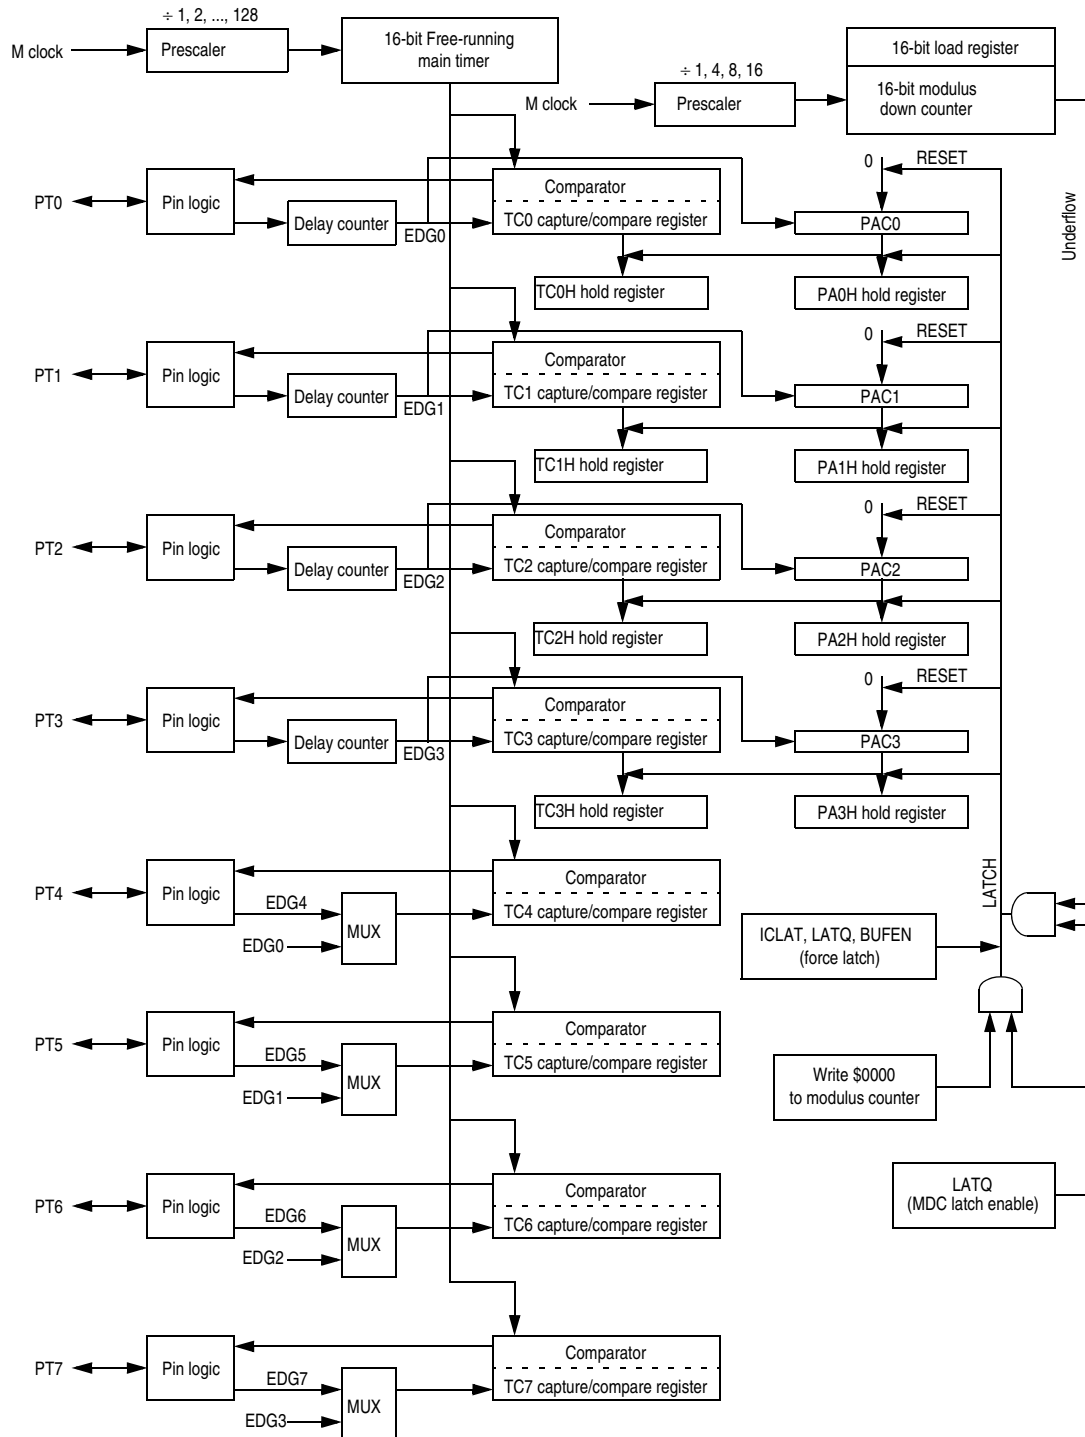 ÷ 1, 2, ..., 128
M clock
Prescaler
16-bit Free-running
main timer
÷ 1, 4, 8, 16
M clock
Prescaler
16-bit load register
16-bit modulus
down counter
Underflow
PT0
Pin logic
Delay counter
EDG0
Comparator
TC0 capture/compare register
0
RESET
PAC0
TC0H hold register
PA0H hold register
PT1
Pin logic
Delay counter
EDG1
Comparator
TC1 capture/compare register
0
RESET
PAC1
TC1H hold register
PA1H hold register
PT2
Pin logic
Delay counter
EDG2
Comparator
TC2 capture/compare register
0
RESET
PAC2
TC2H hold register
PA2H hold register
PT3
Pin logic
Delay counter
EDG3
Comparator
TC3 capture/compare register
0
RESET
PAC3
TC3H hold register
PA3H hold register
PT4
Pin logic
EDG4
EDG0
MUX
Comparator
TC4 capture/compare register
LATCH
ICLAT, LATQ, BUFEN
(force latch)
PT5
Pin logic
EDG5
EDG1
MUX
Comparator
TC5 capture/compare register
Write $0000
to modulus counter
PT6
Pin logic
EDG6
EDG2
MUX
Comparator
TC6 capture/compare register
LATQ
(MDC latch enable)
PT7
Pin logic
EDG7
EDG3
MUX
Comparator
TC7 capture/compare register